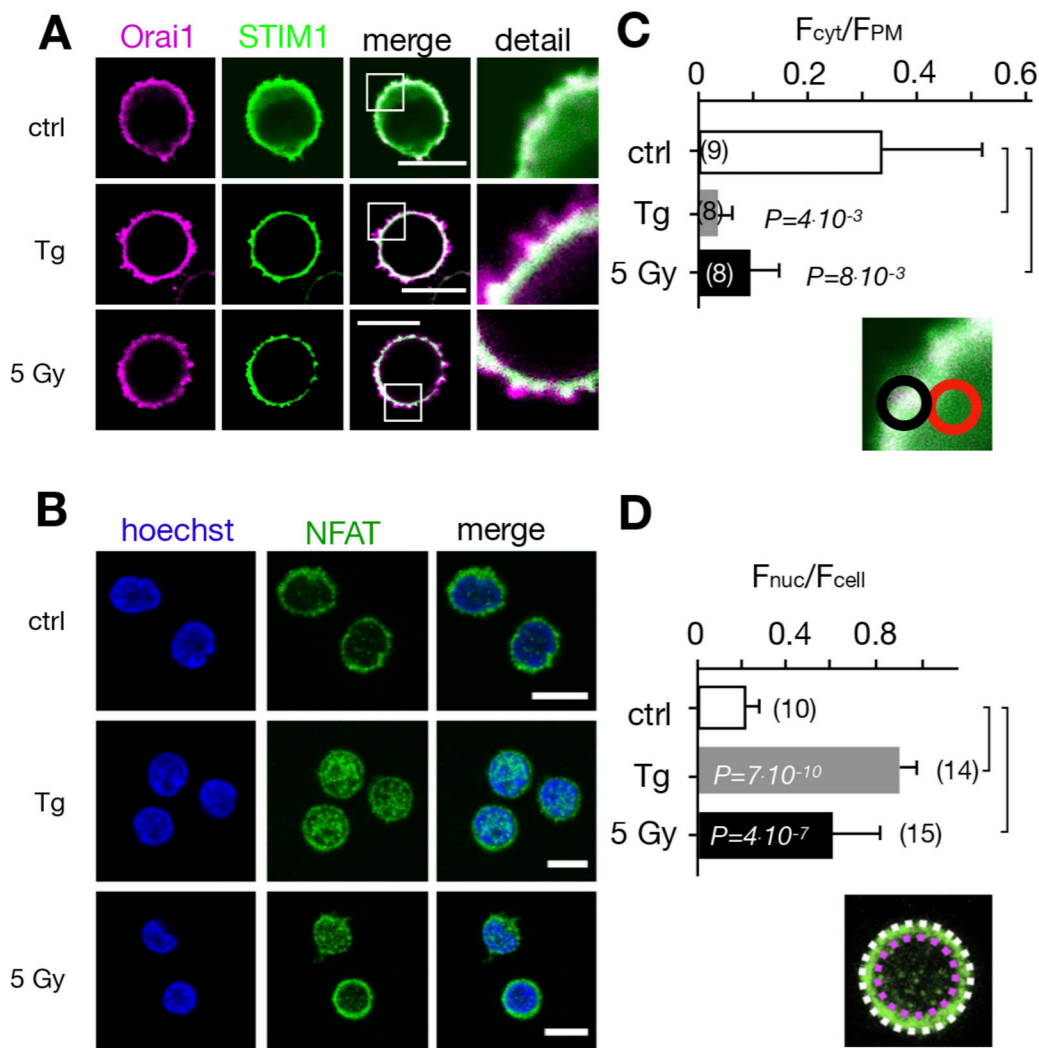 A
Orai1 STIM1 merge detail
ctrl
Tg
5 Gy
C
Fcyt/FPM
0 0.2 0.4 0.6
ctrl (9)
Tg (8) P=4·10⁻³
5 Gy (8) P=8·10⁻³
B
hoechst NFAT merge
ctrl
Tg
5 Gy
D
Fnuc/Fcell
0 0.4 0.8
ctrl (10)
Tg P=7·10⁻¹⁰ (14)
5 Gy P=4·10⁻⁷ (15)